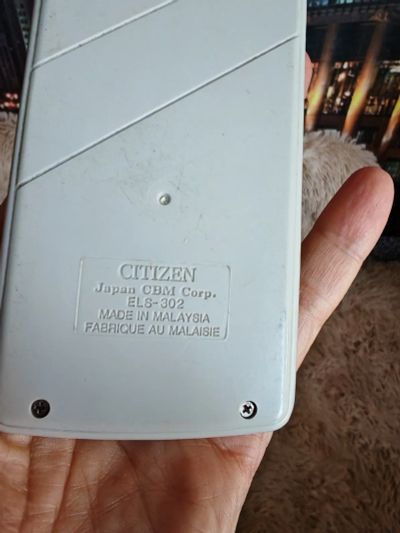 CITIZEN
Japan CBM Corp.
ELS-302
MADE IN MALAYSIA
FABRIQUE AU MALAISIE